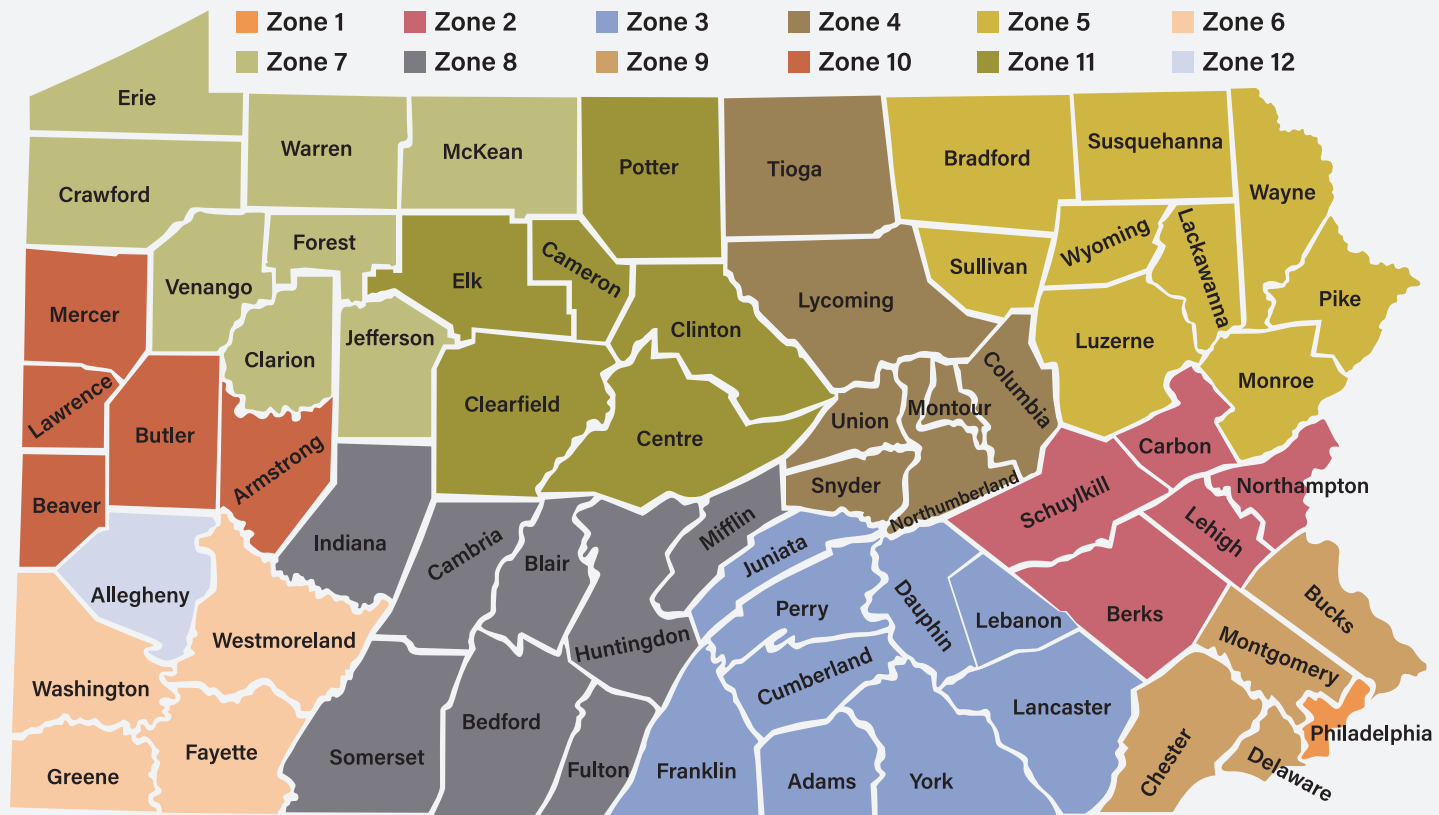 Zone 1
Zone 2
Zone 3
Zone 4
Zone 5
Zone 6
Zone 7
Zone 8
Zone 9
Zone 10
Zone 11
Zone 12
Erie
Warren
McKean
Potter
Tioga
Bradford
Susquehanna
Wayne
Crawford
Forest
Venango
Elk
Cameron
Lycoming
Sullivan
Wyoming
Lackawanna
Pike
Mercer
Clarion
Jefferson
Clinton
Luzerne
Monroe
Lawrence
Butler
Armstrong
Clearfield
Centre
Union
Montour
Columbia
Carbon
Beaver
Snyder
Northumberland
Schuylkill
Northampton
Lehigh
Indiana
Cambria
Blair
Mifflin
Juniata
Allegheny
Westmoreland
Huntingdon
Perry
Dauphin
Lebanon
Berks
Bucks
Montgomery
Washington
Cumberland
Lancaster
Philadelphia
Greene
Fayette
Somerset
Bedford
Fulton
Franklin
Adams
York
Chester
Delaware